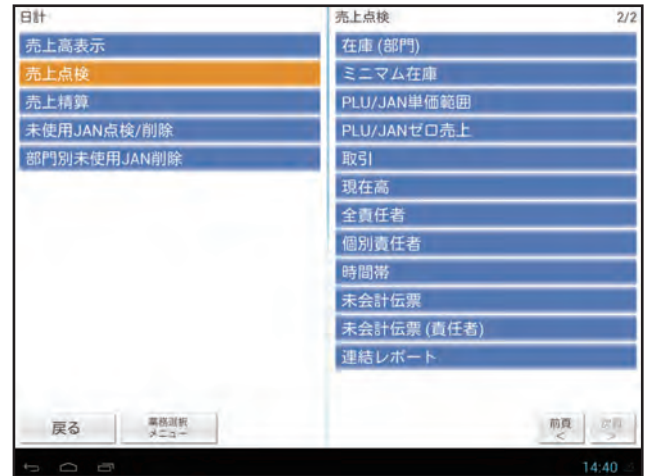 日計
売上高表示
売上点検
売上精算
未使用JAN点検/削除
部門別未使用JAN削除
戻る
業務選択
メニュー
売上点検 2/2
在庫 (部門)
ミニマム在庫
PLU/JAN単価範囲
PLU/JANゼロ売上
取引
現在高
全責任者
個別責任者
時間帯
未会計伝票
未会計伝票 (責任者)
連結レポート
前頁
<
次頁
>
14:40